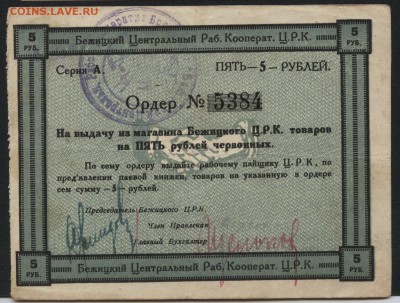 COINS.LAVE.RU
5 РУБ. Бежицкий Центральный Раб. Кооперат. Ц.Р.К. 5 РУБ.
Серия А. ПЯТЬ—5—РУБЛЕЙ.
Ордер № 5384
На выдачу из магазина Бежицкого Ц.Р.К. товаров
на ПЯТЬ рублей червонных.
По сему ордеру выдайте рабочему пайщику Ц.Р.К., по
пред'явлении паевой книжки, товаров на указанную в ордере
сем сумму —5— рублей.
Председатель Бежицкого Ц.Р.К.
Член Правления
лавный Бухгалтер
5 РУБ. Бежицкий Центральный Раб. Кооперат. Ц.Р.К. 5 РУБ.